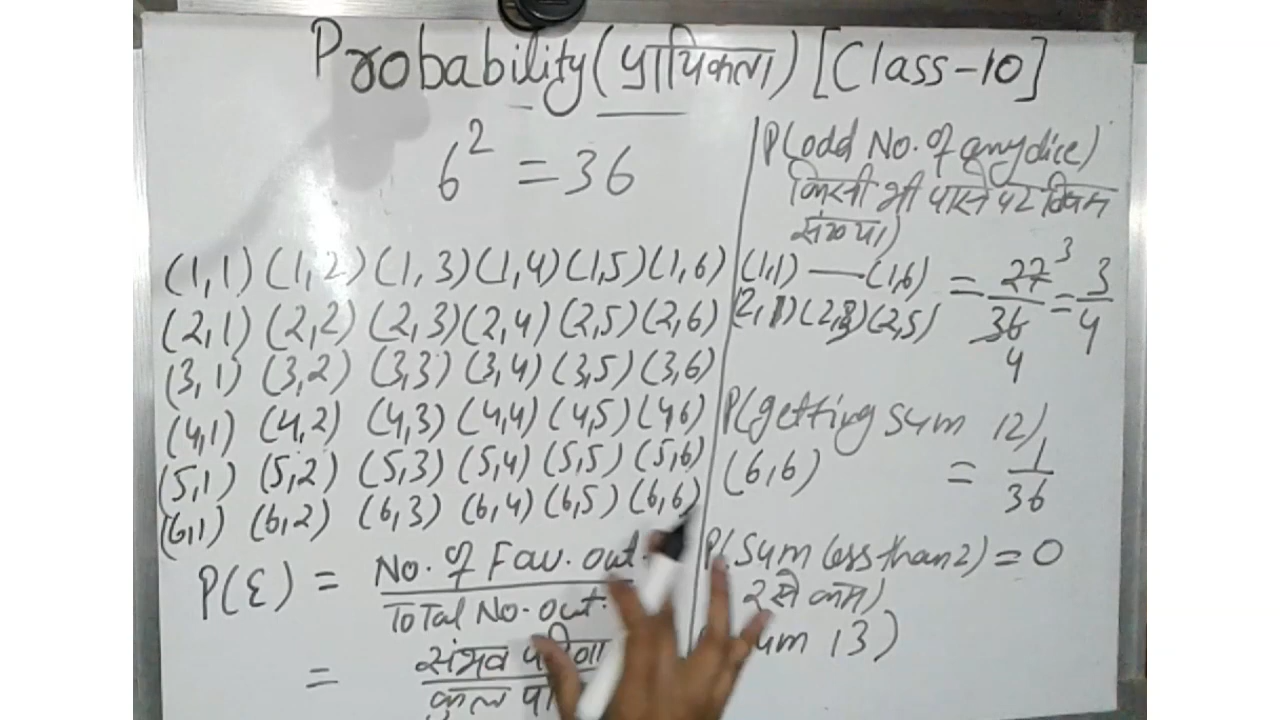 Probability (प्रायिकता) [Class-10]
6² = 36
(1,1) (1,2) (1,3) (1,4) (1,5) (1,6)
(2,1) (2,2) (2,3) (2,4) (2,5) (2,6)
(3,1) (3,2) (3,3) (3,4) (3,5) (3,6)
(4,1) (4,2) (4,3) (4,4) (4,5) (4,6)
(5,1) (5,2) (5,3) (5,4) (5,5) (5,6)
(6,1) (6,2) (6,3) (6,4) (6,5) (6,6)
P(E) = No. of Fav. out.
Total No. out.
= संभव
कुल
P(odd No. of any dice)
किसी भी पासे पर विषम
संख्या)
(1,1) — (1,6) = 27/36 = 3/4
3
4
(2,1) (2,3) (2,5)
P(getting sum 12)
(6,6) = 1/36
P(Sum less than 2) = 0
2 से कम)
13)